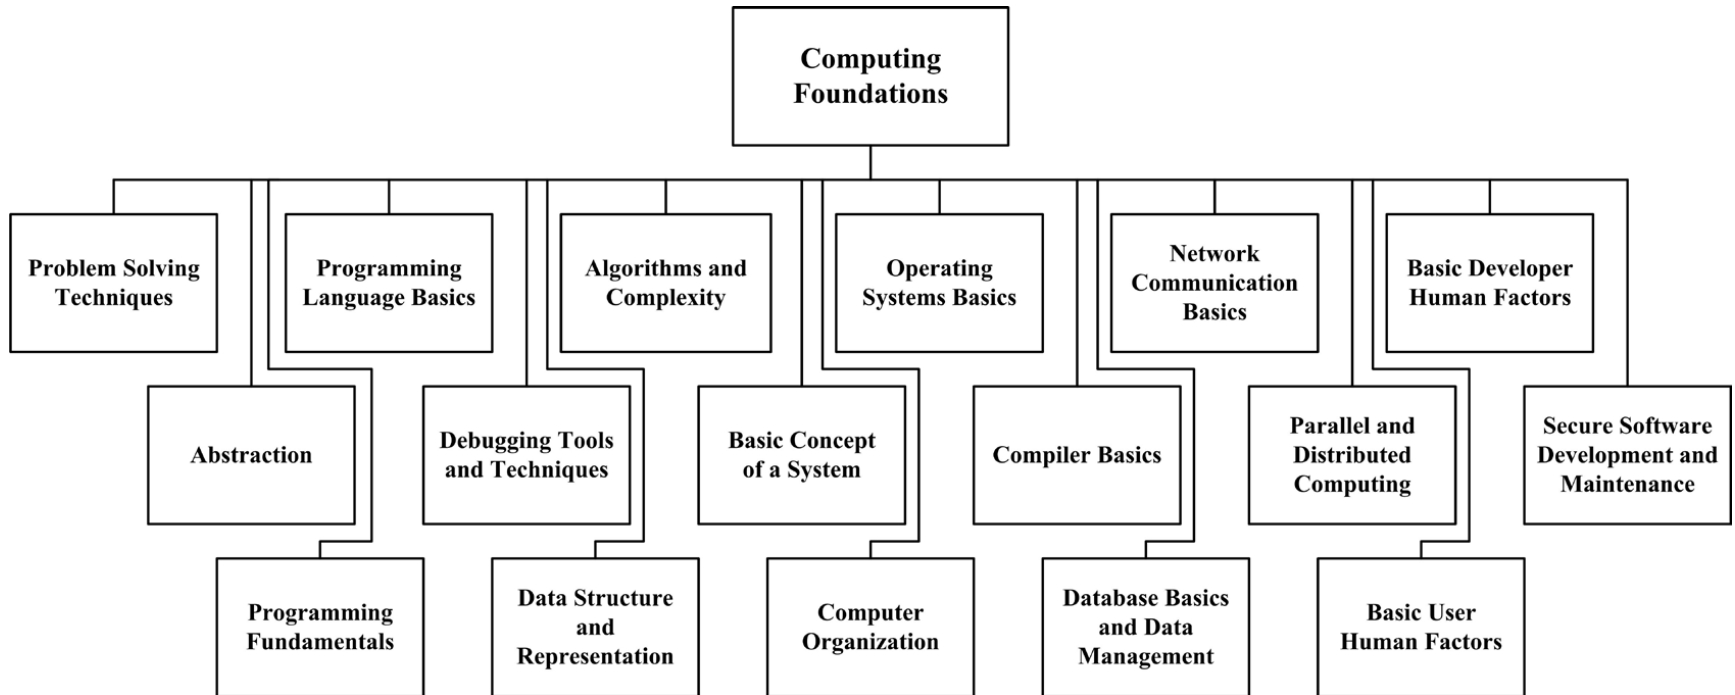 Computing
Foundations
Problem Solving
Techniques
Programming
Language Basics
Algorithms and
Complexity
Operating
Systems Basics
Network
Communication
Basics
Basic Developer
Human Factors
Abstraction
Debugging Tools
and Techniques
Basic Concept
of a System
Compiler Basics
Parallel and
Distributed
Computing
Secure Software
Development and
Maintenance
Programming
Fundamentals
Data Structure
and
Representation
Computer
Organization
Database Basics
and Data
Management
Basic User
Human Factors